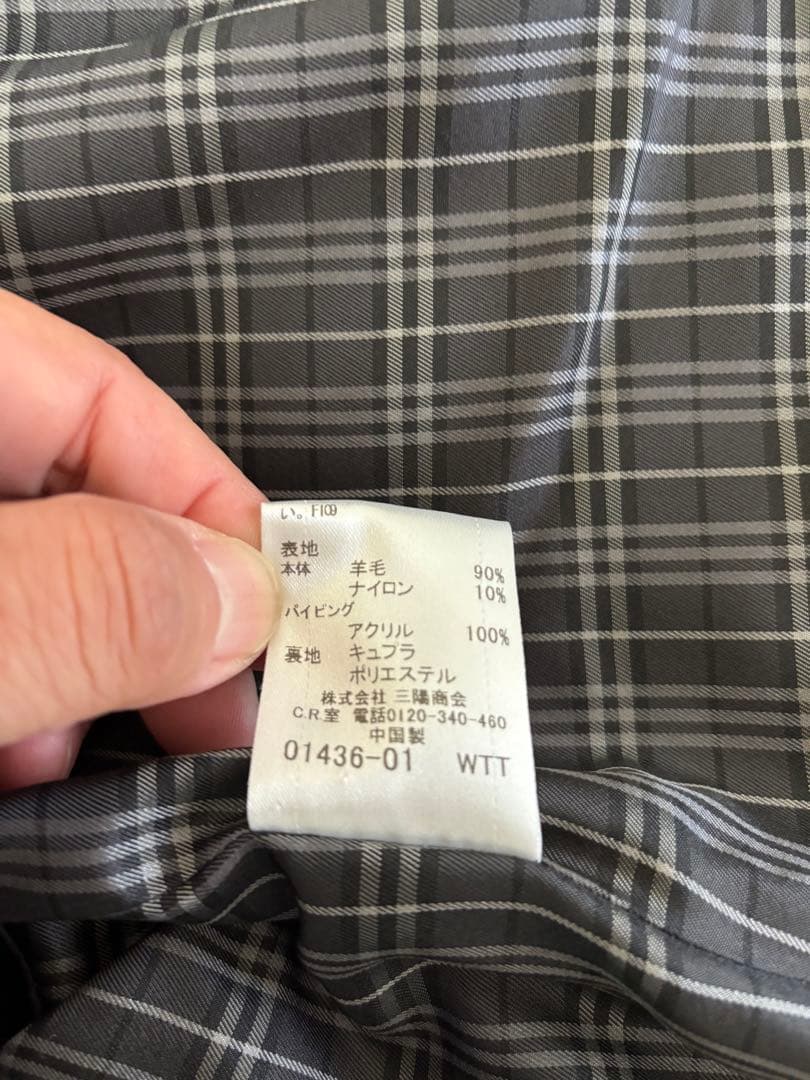 い。FI09
表地
本体 羊毛 90%
ナイロン 10%
パイピング
アクリル 100%
裏地 キュプラ
ポリエステル
株式会社 三陽商会
C.R.室 電話0120-340-460
中国製
01436-01 WTT